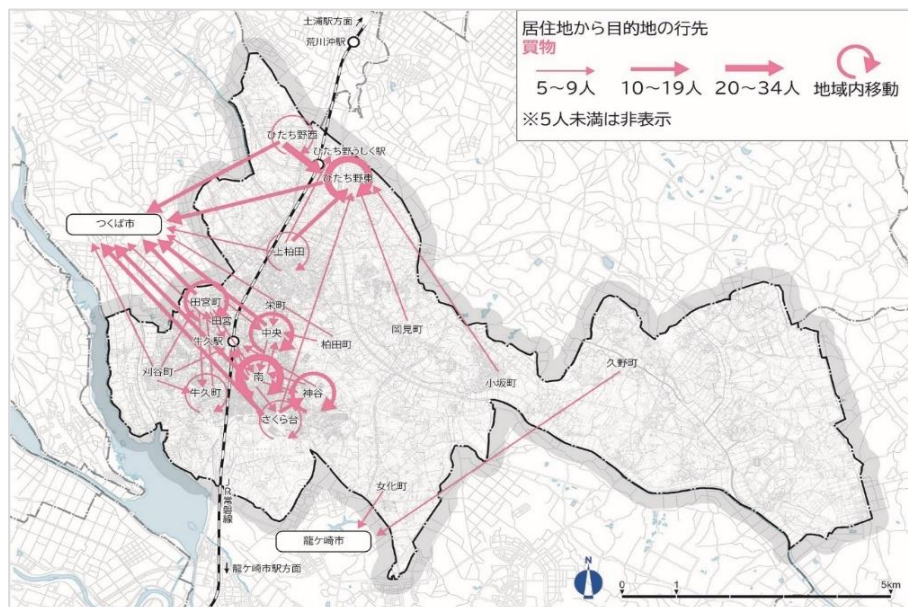 居住地から目的地の行先
買物
5～9人
10～19人
20～34人
地域内移動
※5人未満は非表示
土浦駅方面
荒川沖駅
ひたち野西
ひたち野うしく駅
ひたち野東
つくば市
上柏田
田宮町
栄町
田宮
中央
岡見町
牛久駅
柏田町
久野町
刈谷町
南
小坂町
牛久町
神谷
さくら台
女化町
JR常磐線
龍ケ崎市
龍ケ崎市駅方面
N
0 1 5km